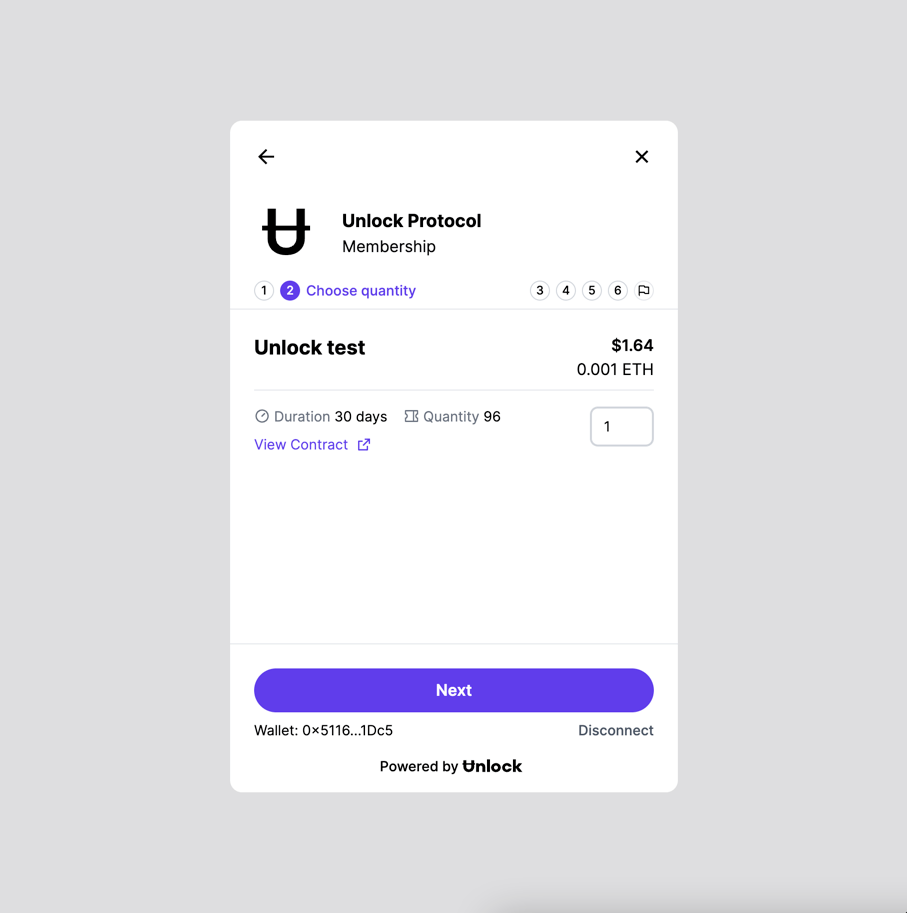 Unlock Protocol
Membership
1 2 Choose quantity 3 4 5 6
Unlock test $1.64
0.001 ETH
Duration 30 days Quantity 96 1
View Contract
Next
Wallet: 0×5116...1Dc5 Disconnect
Powered by Unlock